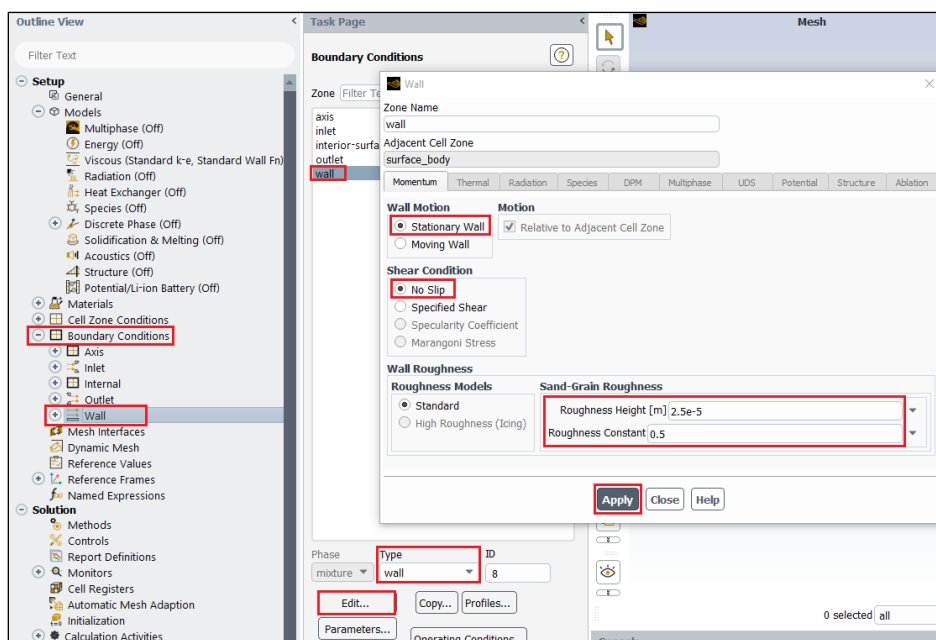 Outline View
Filter Text
Setup
General
Models
Multiphase (Off)
Energy (Off)
Viscous (Standard k-e, Standard Wall Fn)
Radiation (Off)
Heat Exchanger (Off)
Species (Off)
Discrete Phase (Off)
Solidification & Melting (Off)
Acoustics (Off)
Structure (Off)
Potential/Li-ion Battery (Off)
Materials
Cell Zone Conditions
Boundary Conditions
Axis
Inlet
Internal
Outlet
Wall
Mesh Interfaces
Dynamic Mesh
Reference Values
Reference Frames
Named Expressions
Solution
Methods
Controls
Report Definitions
Monitors
Cell Registers
Automatic Mesh Adaption
Initialization
Calculation Activities
Task Page
Boundary Conditions
Zone Filter Te
axis
inlet
interior-surfa
outlet
wall
Phase Type ID
mixture wall 8
Edit... Copy... Profiles...
Parameters... Operating Conditions...
Mesh
Wall
Zone Name
wall
Adjacent Cell Zone
surface_body
Momentum Thermal Radiation Species DPM Multiphase UDS Potential Structure Ablation
Wall Motion Motion
Stationary Wall Relative to Adjacent Cell Zone
Moving Wall
Shear Condition
No Slip
Specified Shear
Specularity Coefficient
Marangoni Stress
Wall Roughness
Roughness Models Sand-Grain Roughness
Standard Roughness Height [m] 2.5e-5
High Roughness (Icing) Roughness Constant 0.5
Apply Close Help
0 selected all